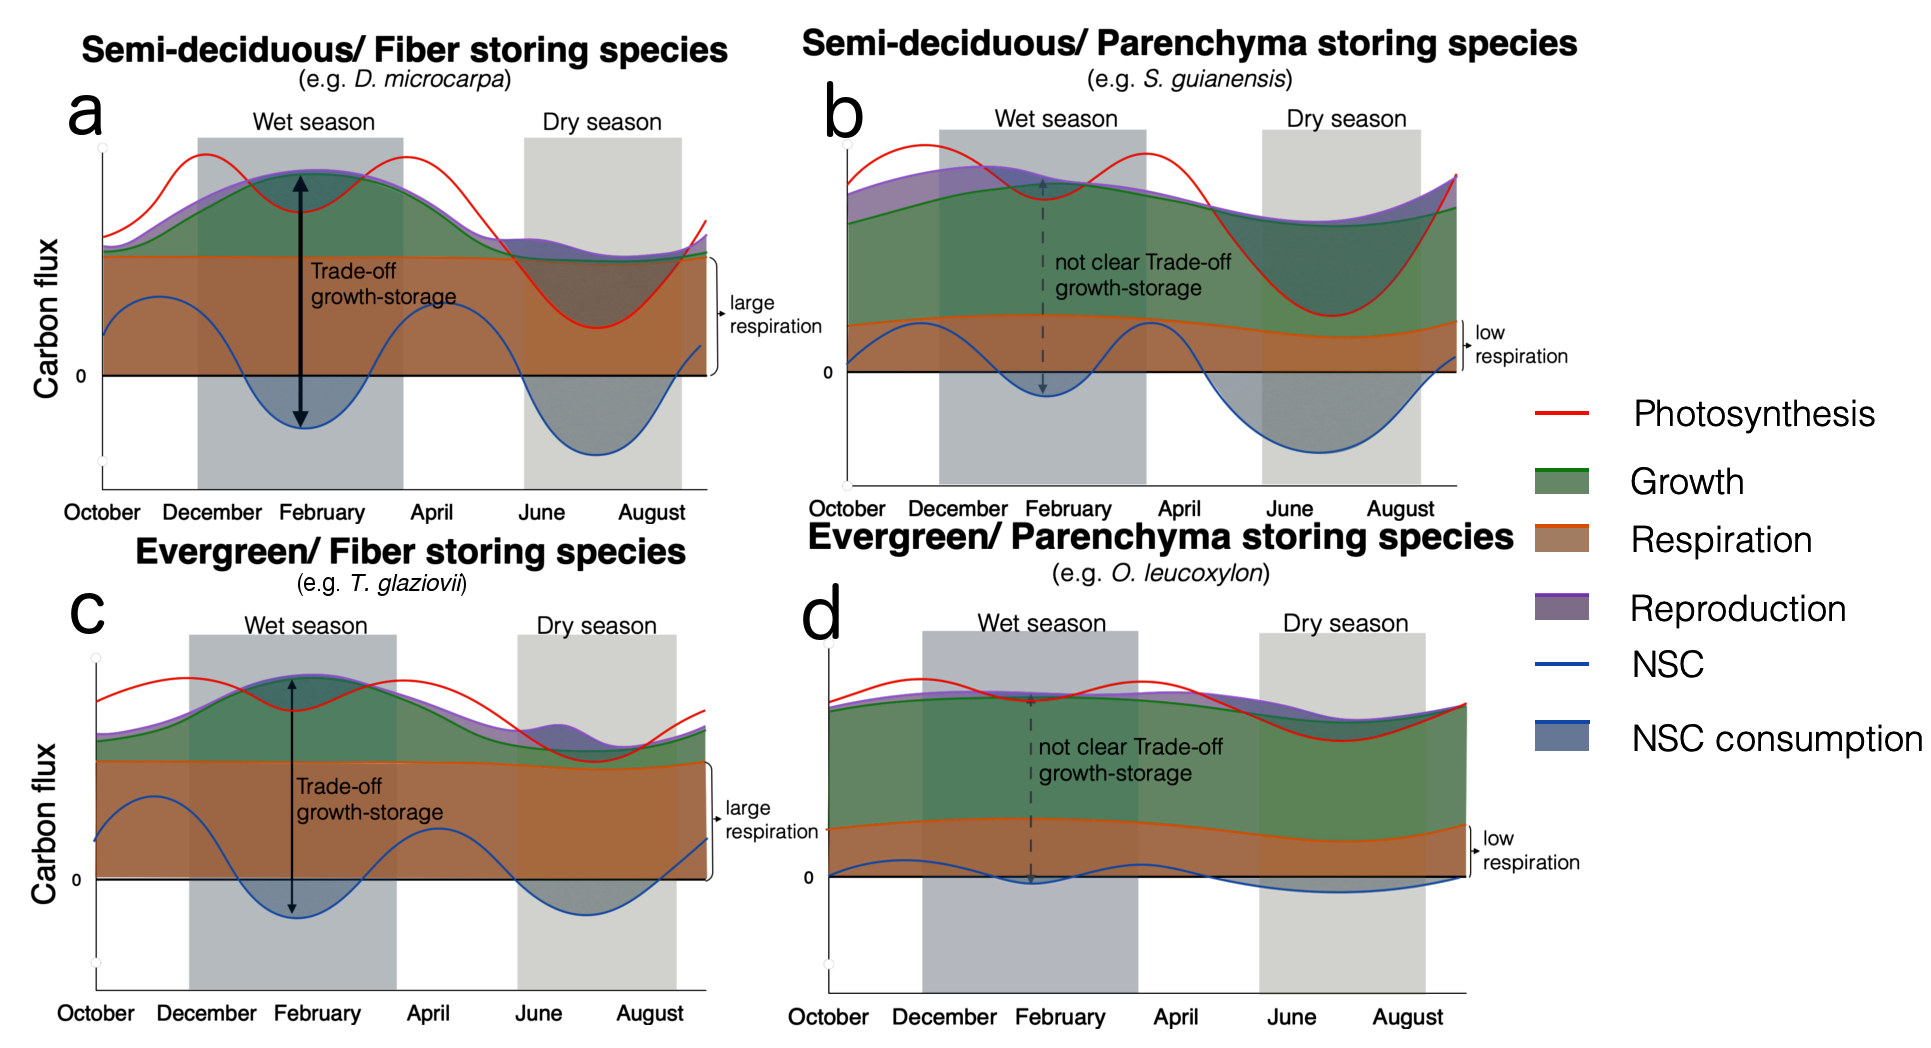 Semi-deciduous/ Fiber storing species
(e.g. D. microcarpa)
a
Wet season
Dry season
Carbon flux
0
Trade-off
growth-storage
large
respiration
October December February April June August
Semi-deciduous/ Parenchyma storing species
(e.g. S. guianensis)
b
Wet season
Dry season
0
not clear Trade-off
growth-storage
low
respiration
October December February April June August
Evergreen/ Fiber storing species
(e.g. T. glaziovii)
c
Wet season
Dry season
Carbon flux
0
Trade-off
growth-storage
large
respiration
October December February April June August
Evergreen/ Parenchyma storing species
(e.g. O. leucoxylon)
d
Wet season
Dry season
0
not clear Trade-off
growth-storage
low
respiration
October December February April June August
Photosynthesis
Growth
Respiration
Reproduction
NSC
NSC consumption